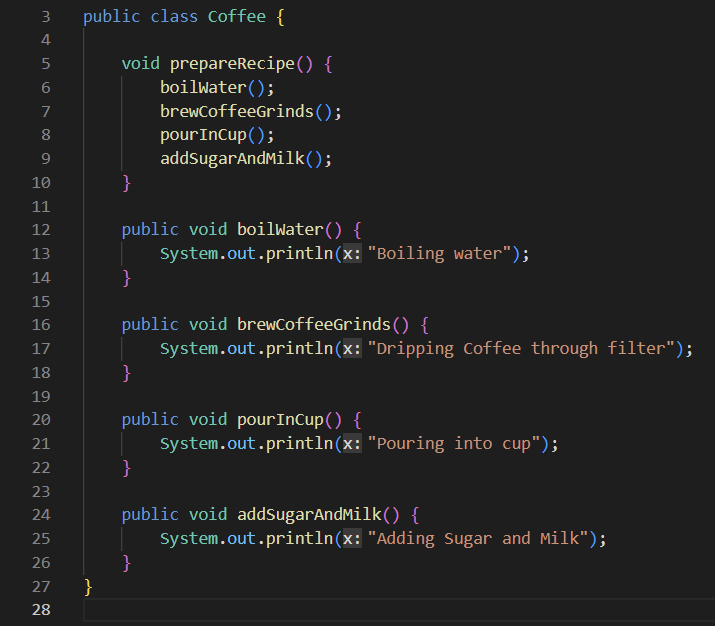 3 public class Coffee {
4
5 void prepareRecipe() {
6 boilWater();
7 brewCoffeeGrinds();
8 pourInCup();
9 addSugarAndMilk();
10 }
11
12 public void boilWater() {
13 System.out.println(x: "Boiling water");
14 }
15
16 public void brewCoffeeGrinds() {
17 System.out.println(x: "Dripping Coffee through filter");
18 }
19
20 public void pourInCup() {
21 System.out.println(x: "Pouring into cup");
22 }
23
24 public void addSugarAndMilk() {
25 System.out.println(x: "Adding Sugar and Milk");
26 }
27 }
28